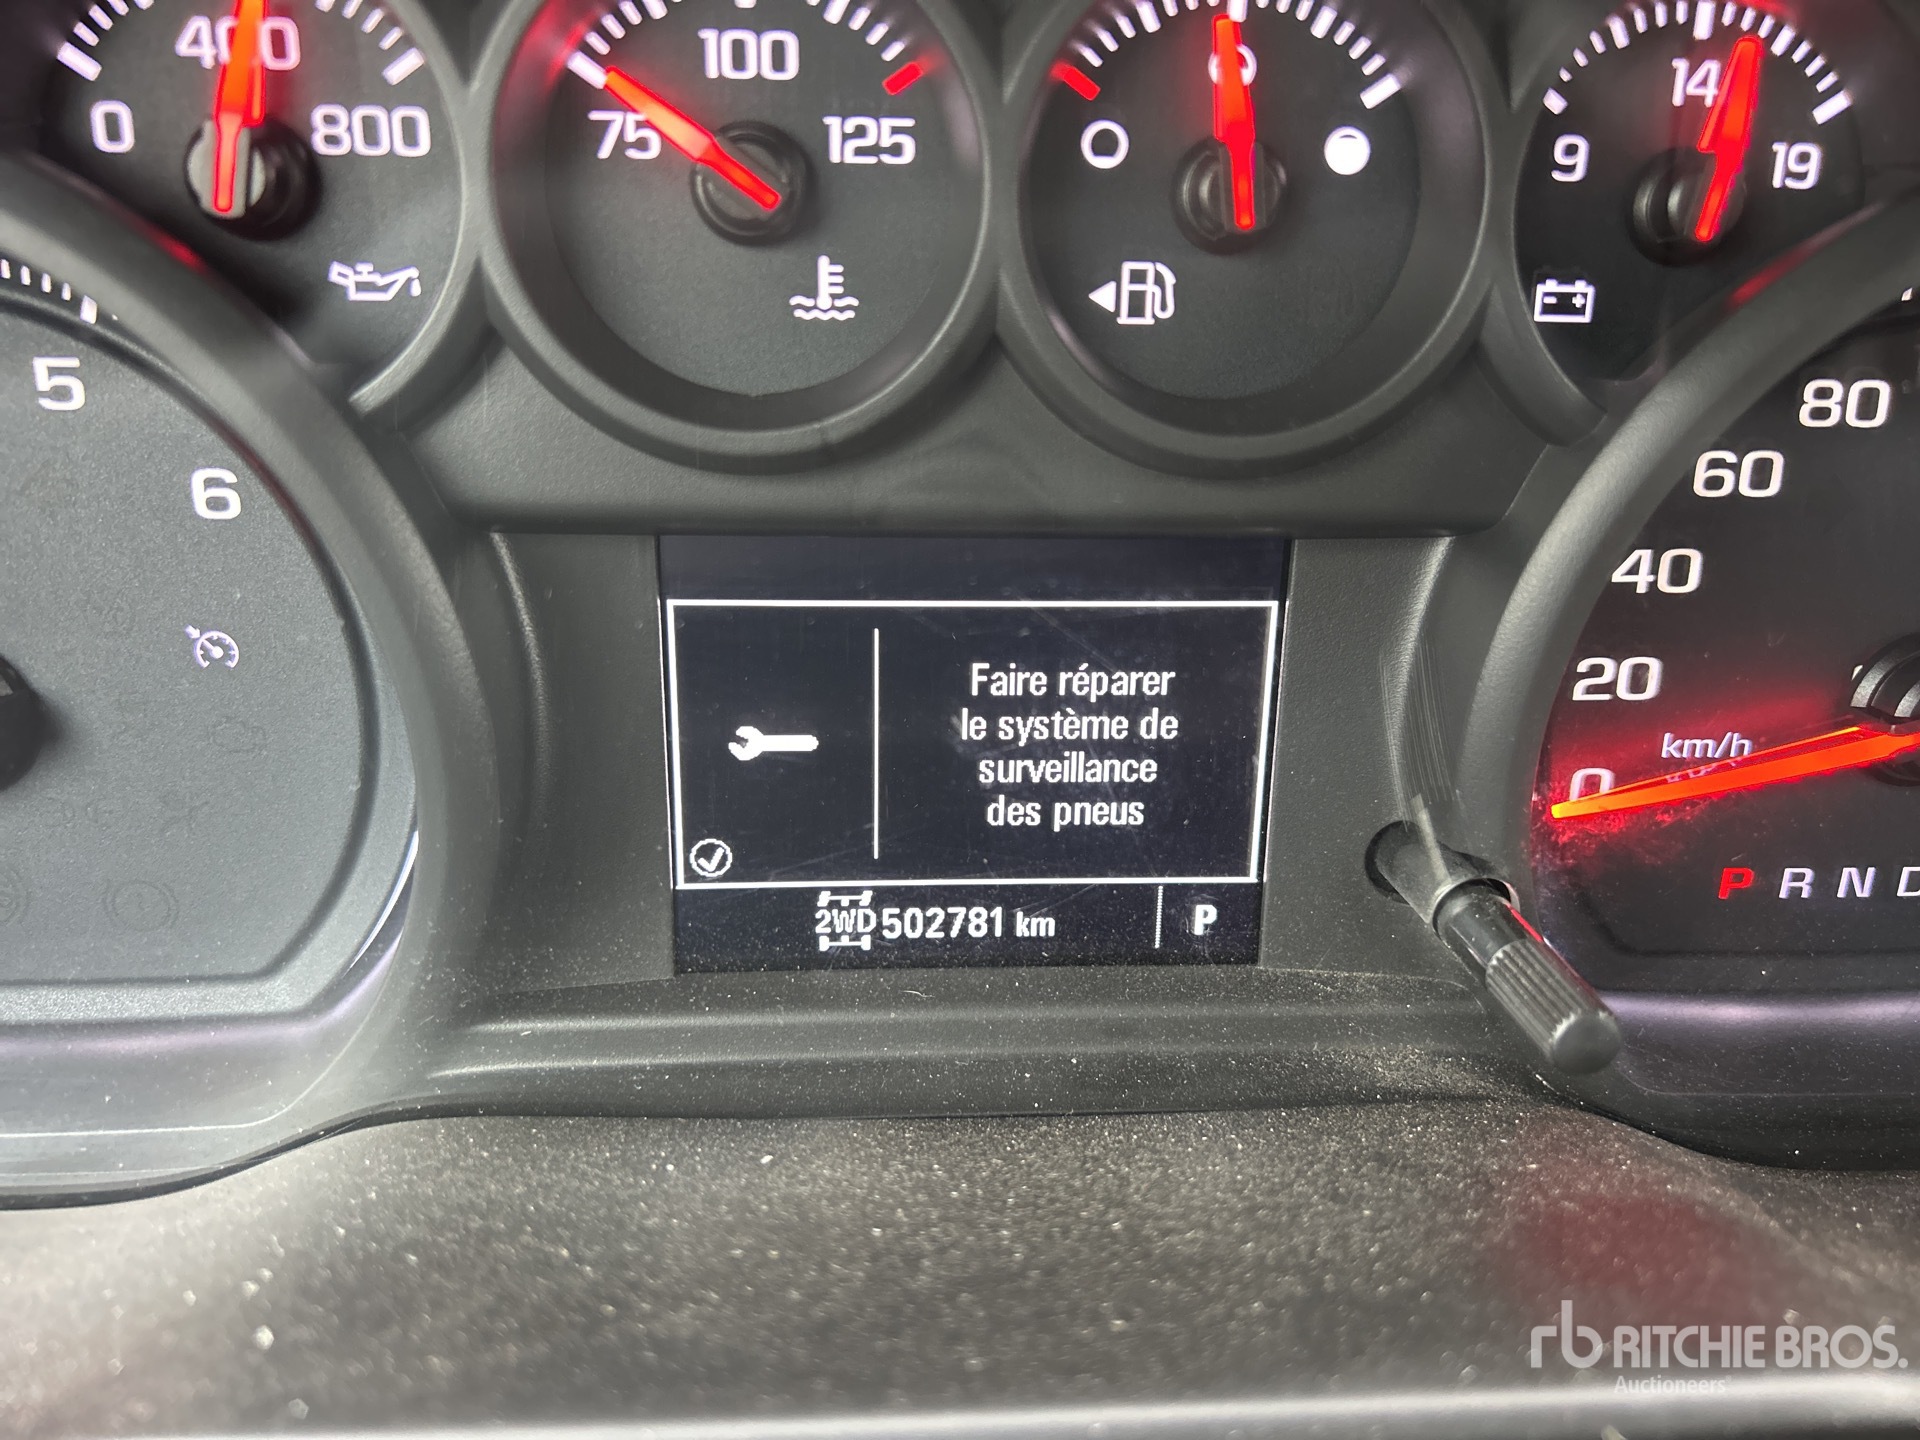 400
0
800
100
75
125
14
9
19
5
6
80
60
40
20
km/h
0
P R N D
Faire réparer
le système de
surveillance
des pneus
2WD 502781 km
P
rb RITCHIE BROS.
Auctioneers